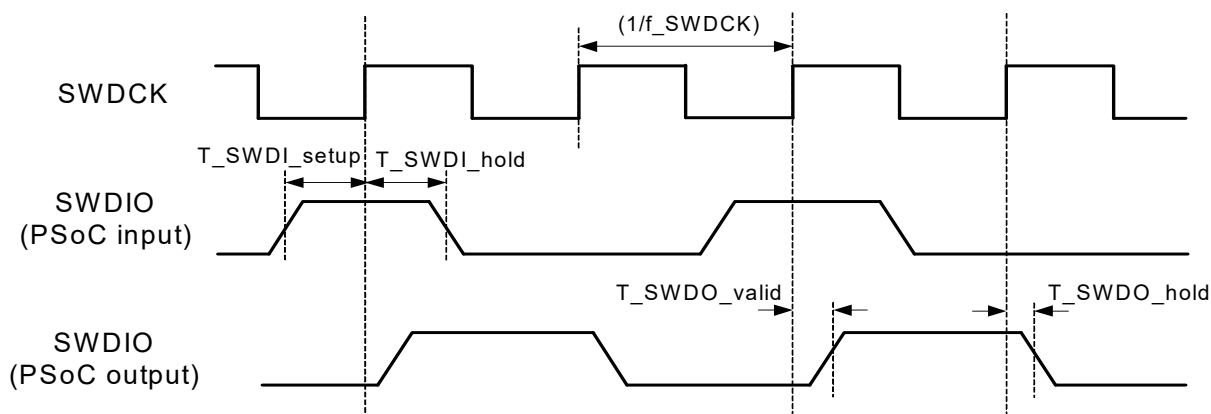 (1/f_SWDCK)
SWDCK
T_SWDI_setup
T_SWDI_hold
SWDIO
(PSoC input)
T_SWDO_valid
T_SWDO_hold
SWDIO
(PSoC output)